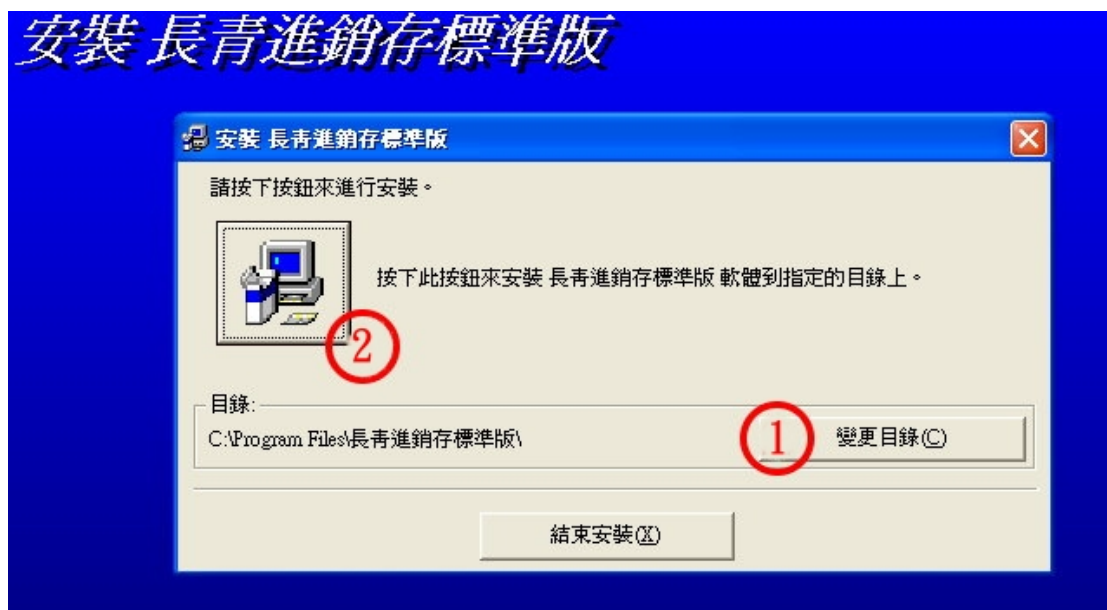 安裝 長青進銷存標準版
安裝 長青進銷存標準版
請按下按鈕來進行安裝。
按下此按鈕來安裝 長青進銷存標準版 軟體到指定的目錄上。
2
目錄:
C:\Program Files\長青進銷存標準版\
1
變更目錄(C)
結束安裝(X)